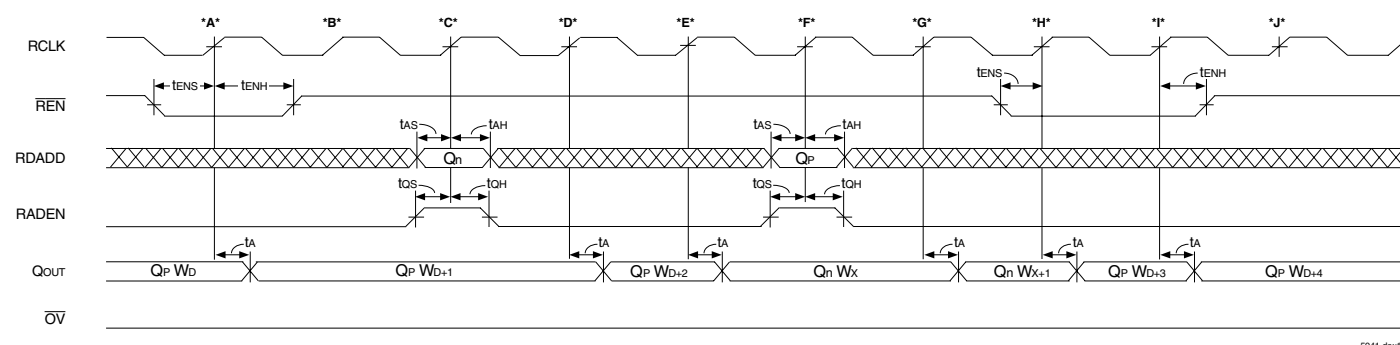 *A* *B* *C* *D* *E* *F* *G* *H* *I* *J*
RCLK
tENS tENH tENS tENH
REN
tAS tAH tAS tAH
RDADD Qn QP
tQS tQH tQS tQH
RADEN
tA tA tA tA tA tA
QOUT QP WD QP WD+1 QP WD+2 Qn WX Qn WX+1 QP WD+3 QP WD+4
OV